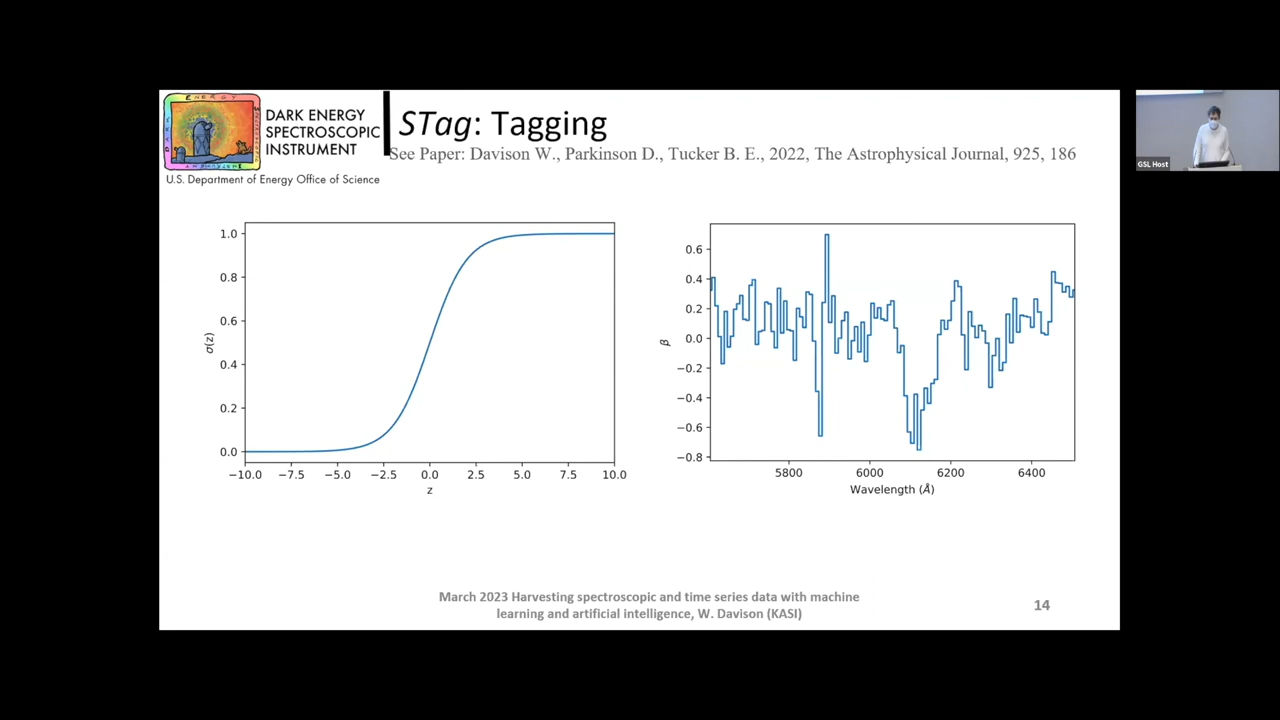 ENERGY
DARK ENERGY
SPECTROSCOPIC
INSTRUMENT
U.S. Department of Energy Office of Science
STag: Tagging
See Paper: Davison W., Parkinson D., Tucker B. E., 2022, The Astrophysical Journal, 925, 186
GSL Host
1.0
0.8
0.6
0.4
0.2
0.0
σ(z)
−10.0 −7.5 −5.0 −2.5 0.0 2.5 5.0 7.5 10.0
z
0.6
0.4
0.2
0.0
−0.2
−0.4
−0.6
−0.8
β
5800 6000 6200 6400
Wavelength (Å)
March 2023 Harvesting spectroscopic and time series data with machine
learning and artificial intelligence, W. Davison (KASI)
14